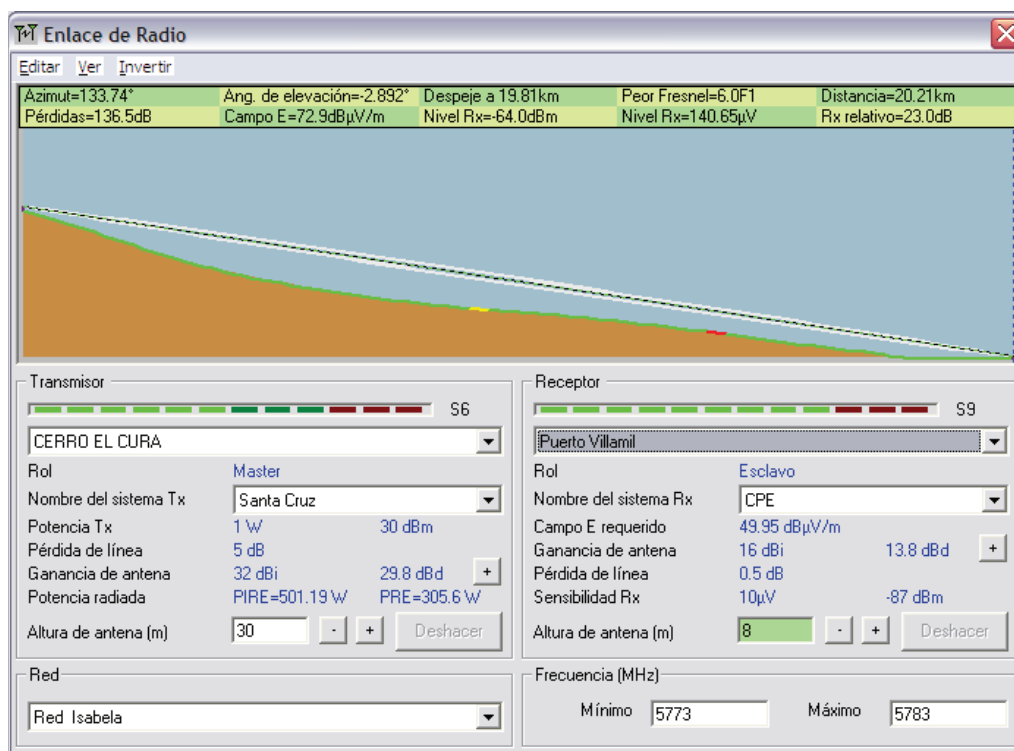 Enlace de Radio
Editar Ver Invertir
Azimut=133.74° Ang. de elevación=-2.892° Despeje a 19.81km Peor Fresnel=6.0F1 Distancia=20.21km
Pérdidas=136.5dB Campo E=72.9dBµV/m Nivel Rx=-64.0dBm Nivel Rx=140.65µV Rx relativo=23.0dB
Transmisor
S6
CERRO EL CURA
Rol Master
Nombre del sistema Tx Santa Cruz
Potencia Tx 1 W 30 dBm
Pérdida de línea 5 dB
Ganancia de antena 32 dBi 29.8 dBd +
Potencia radiada PIRE=501.19 W PRE=305.6 W
Altura de antena (m) 30 - + Deshacer
Receptor
S9
Puerto Villamil
Rol Esclavo
Nombre del sistema Rx CPE
Campo E requerido 49.95 dBµV/m
Ganancia de antena 16 dBi 13.8 dBd +
Pérdida de línea 0.5 dB
Sensibilidad Rx 10µV -87 dBm
Altura de antena (m) 8 - + Deshacer
Red
Red Isabela
Frecuencia (MHz)
Mínimo 5773 Máximo 5783